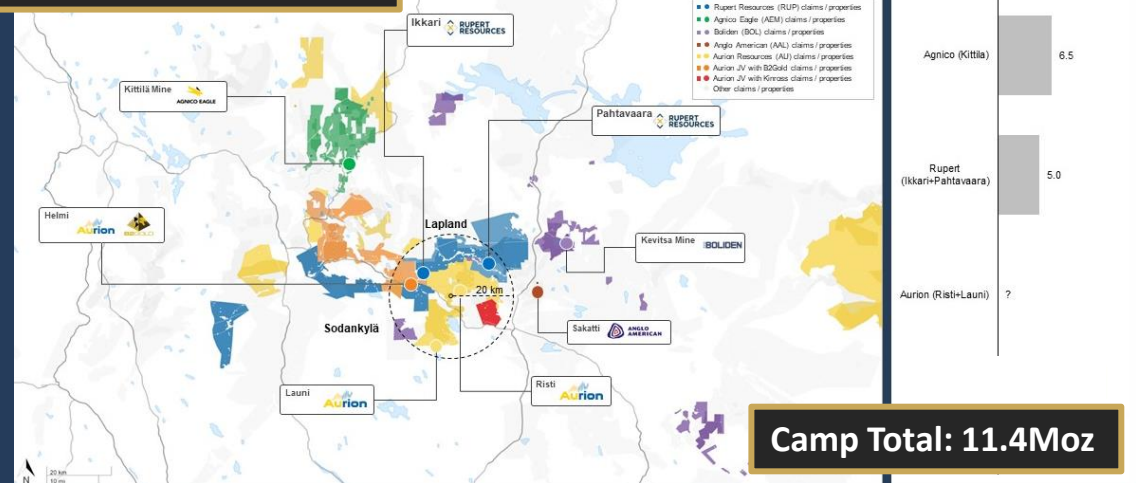 Rupert Resources (RUP) claims / properties
Agnico Eagle (AEM) claims / properties
Boliden (BOL) claims / properties
Anglo American (AAL) claims / properties
Aurion Resources (AU) claims / properties
Aurion JV with B2Gold claims / properties
Aurion JV with Kinross claims / properties
Other claims / properties
Ikkari RUPERT
RESOURCES
Kittilä Mine
AGNICO EAGLE
Pahtavaara RUPERT
RESOURCES
Helmi
Aurion B2GOLD
Lapland
Kevitsa Mine BOLIDEN
20 km
Sodankylä
Sakatti ANGLO
AMERICAN
Launi
Aurion
Risti
Aurion
N
20 km
10 mi
Agnico (Kittila)
6.5
Rupert
(Ikkari+Pahtavaara)
5.0
Aurion (Risti+Launi)
?
Camp Total: 11.4Moz